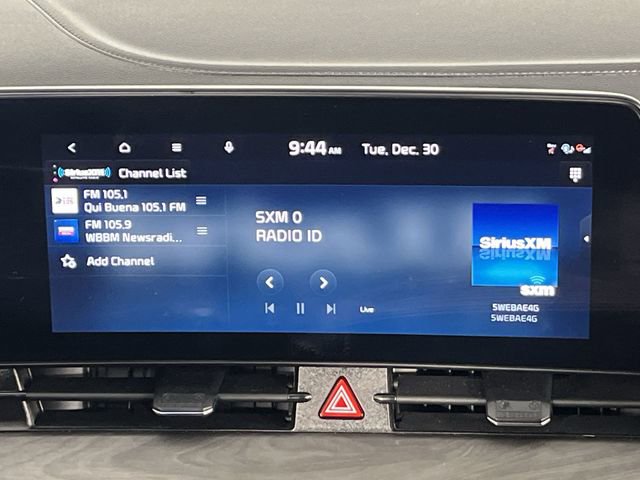 9:44 AM
Tue, Dec. 30
SiriusXM
Channel List
FM 105.1
Qui Buena 105.1 FM
FM 105.9
WBBM Newsradi...
Add Channel
SXM 0
RADIO ID
Live
SiriusXM
sxm
5WEBAE4G
5WEBAE4G